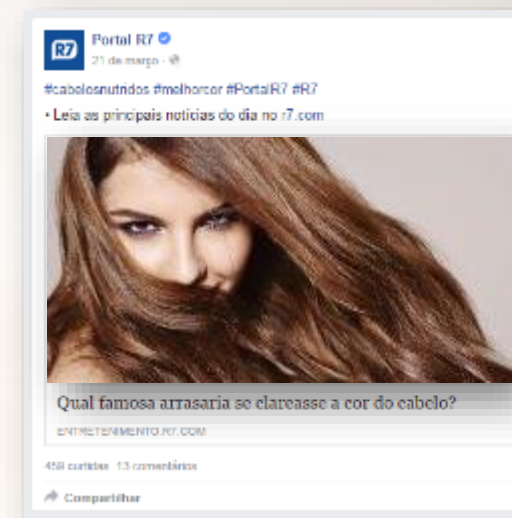 R7
Portal R7
21 de março
#cabelosnutridos #melhorcor #PortalR7 #R7
• Leia as principais notícias do dia no r7.com
Qual famosa arrasaria se clareasse a cor do cabelo?
ENTRETENIMENTO.R7.COM
459 curtidas 13 comentários
Compartilhar